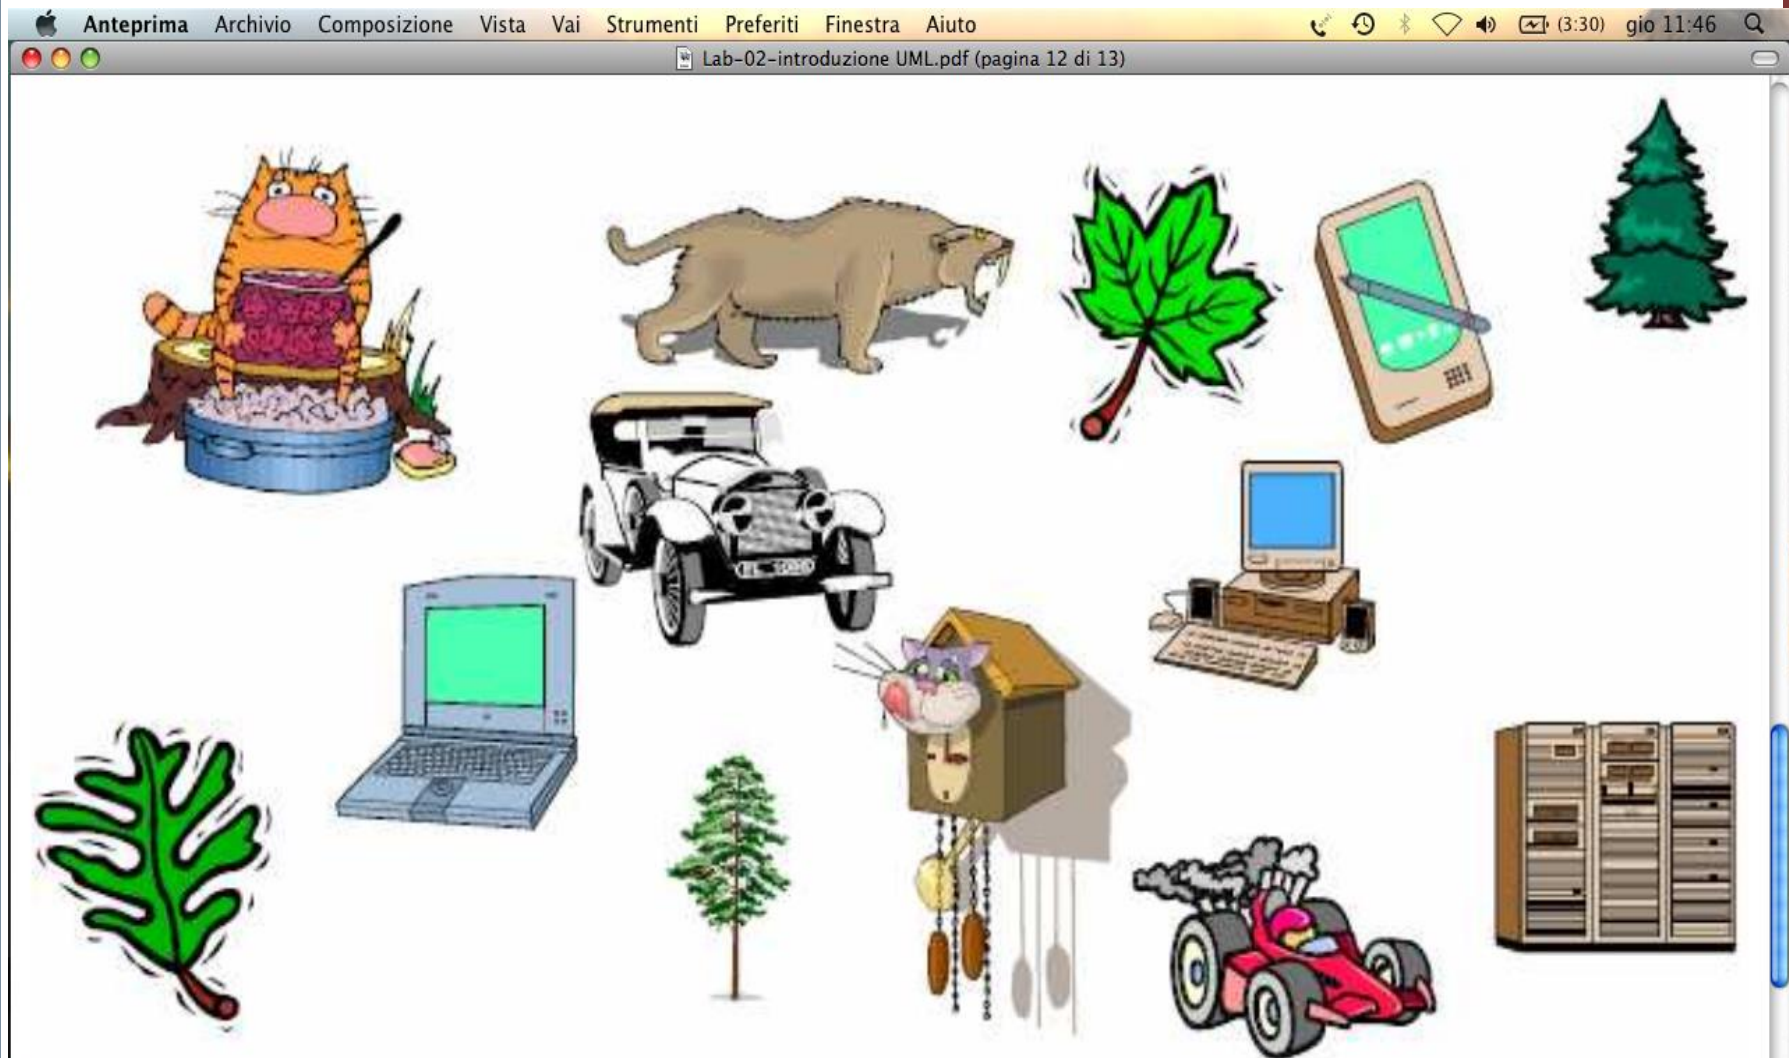 Anteprima Archivio Composizione Vista Vai Strumenti Preferiti Finestra Aiuto (3:30) gio 11:46
Lab-02-introduzione UML.pdf (pagina 12 di 13)